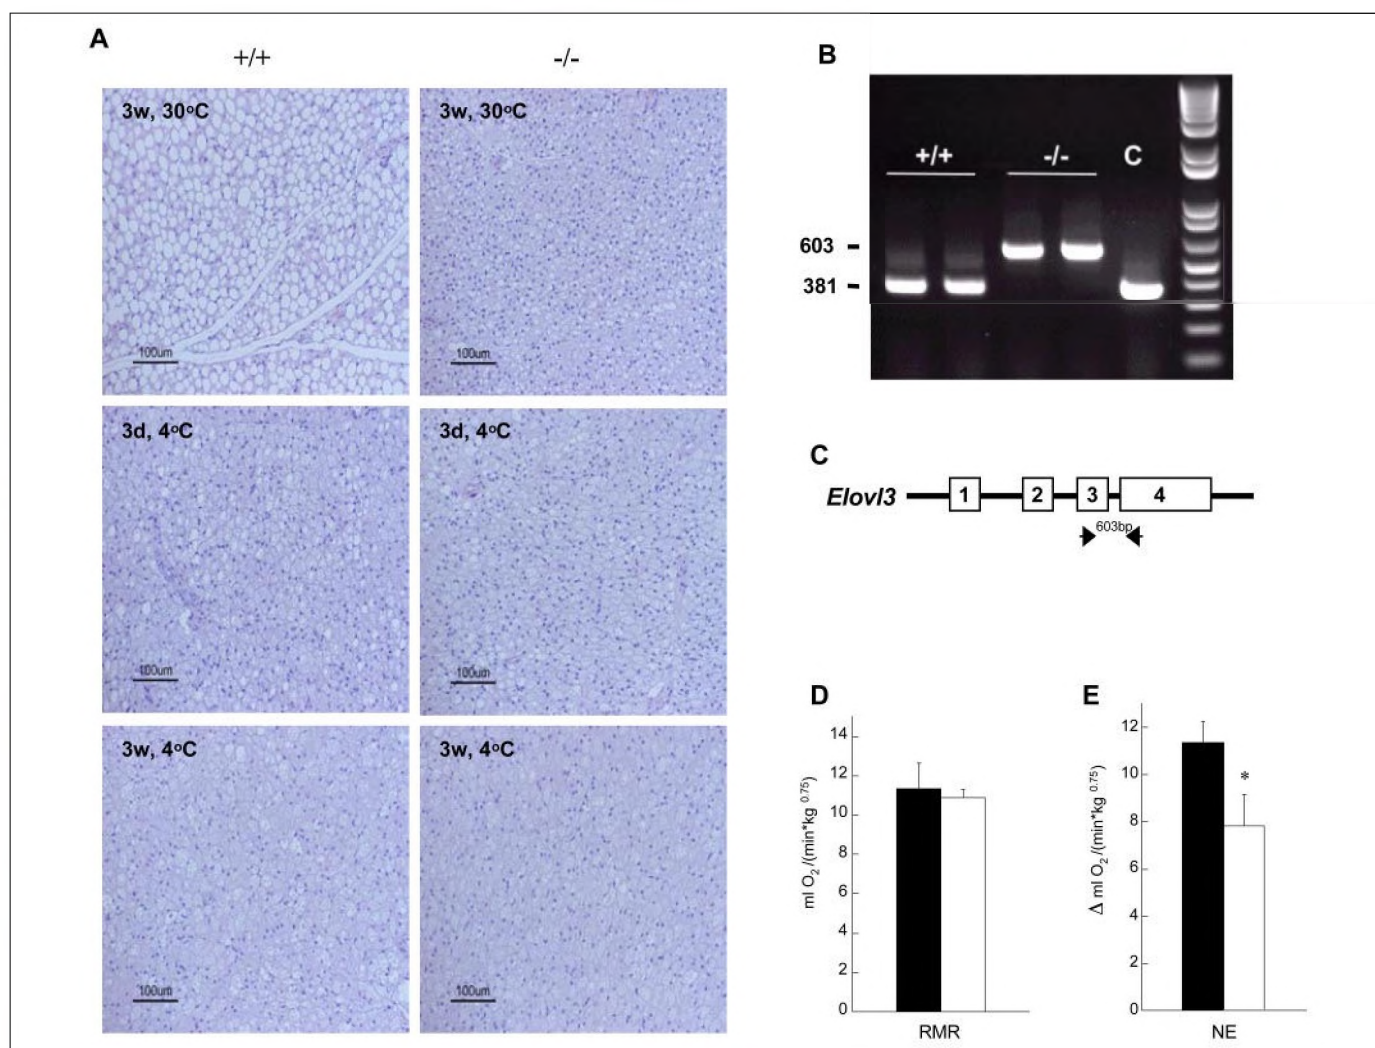 A
+/+
-/-
3w, 30°C
100um
100um
3d, 4°C
3d, 4°C
100um
100um
3w, 4°C
3w, 4°C
100um
100um
B
+/+
-/-
C
603
381
C
Elovl3
1
2
3
4
603bp
D
14
12
10
8
6
4
2
0
ml O2 /(min*kg 0.75)
RMR
E
12
10
8
6
4
2
0
Δ ml O2 /(min*kg 0.75)
*
NE